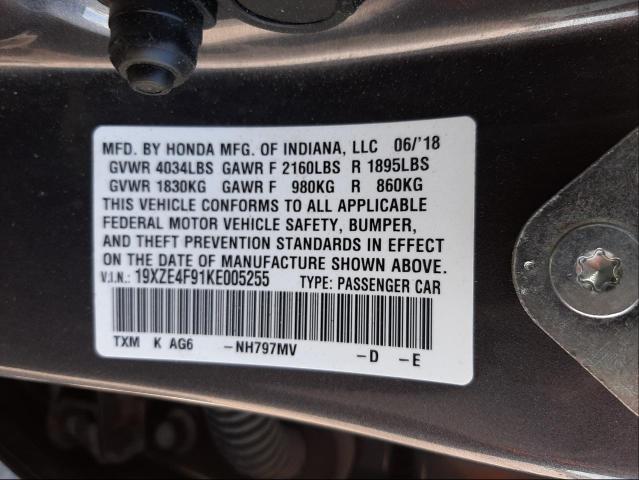 MFD. BY HONDA MFG. OF INDIANA, LLC 06/'18
GVWR 4034LBS GAWR F 2160LBS R 1895LBS
GVWR 1830KG GAWR F 980KG R 860KG
THIS VEHICLE CONFORMS TO ALL APPLICABLE
FEDERAL MOTOR VEHICLE SAFETY, BUMPER,
AND THEFT PREVENTION STANDARDS IN EFFECT
ON THE DATE OF MANUFACTURE SHOWN ABOVE.
V.I.N.: 19XZE4F91KE005255 TYPE: PASSENGER CAR
TXM K AG6 -NH797MV -D -E